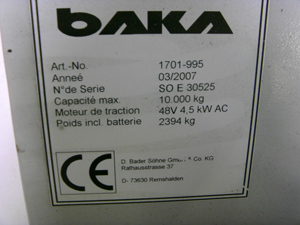 BAKA
Art.-No. 1701-995
Anneé 03/2007
N°de Serie SO E 30525
Capacité max. 10.000 kg
Moteur de traction 48V 4,5 kW AC
Poids incl. batterie 2394 kg
CE
D. Bader Söhne GmbH & Co. KG
Rathausstrasse 37
D- 73630 Remshalden